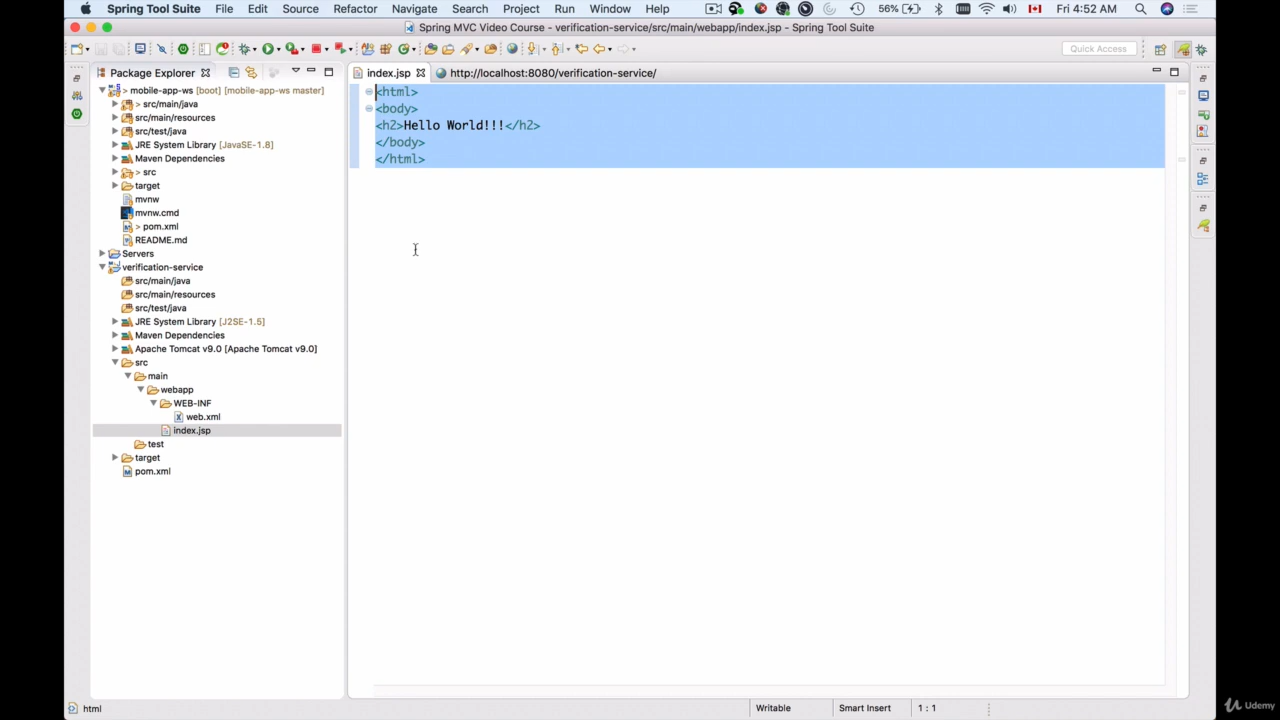 Spring Tool Suite File Edit Source Refactor Navigate Search Project Run Window Help 56% Fri 4:52 AM
Spring MVC Video Course - verification-service/src/main/webapp/index.jsp - Spring Tool Suite
Quick Access
Package Explorer
mobile-app-ws [boot] [mobile-app-ws master]
> src/main/java
src/main/resources
src/test/java
JRE System Library [JavaSE-1.8]
Maven Dependencies
> src
target
mvnw
mvnw.cmd
> pom.xml
README.md
Servers
verification-service
src/main/java
src/main/resources
src/test/java
JRE System Library [J2SE-1.5]
Maven Dependencies
Apache Tomcat v9.0 [Apache Tomcat v9.0]
src
main
webapp
WEB-INF
web.xml
index.jsp
test
target
pom.xml
index.jsp http://localhost:8080/verification-service/
<html>
<body>
<h2>Hello World!!!</h2>
</body>
</html>
html Writable Smart Insert 1 : 1
Udemy